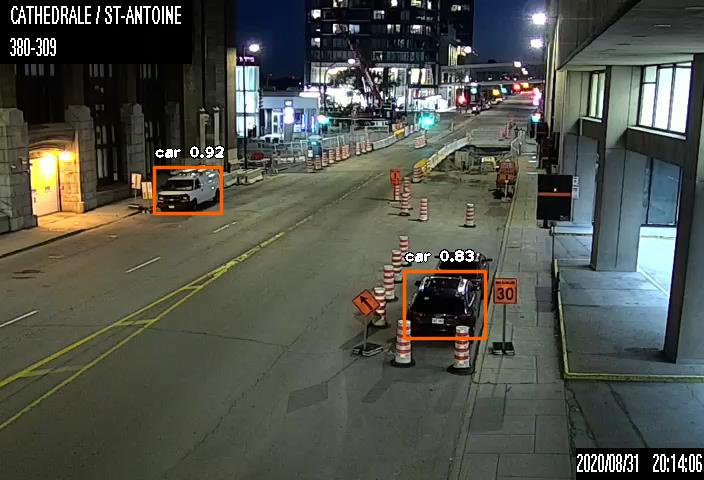 CATHEDRALE / ST-ANTOINE
380-309
car 0.92
car 0.83
30
2020/08/31 20:14:06